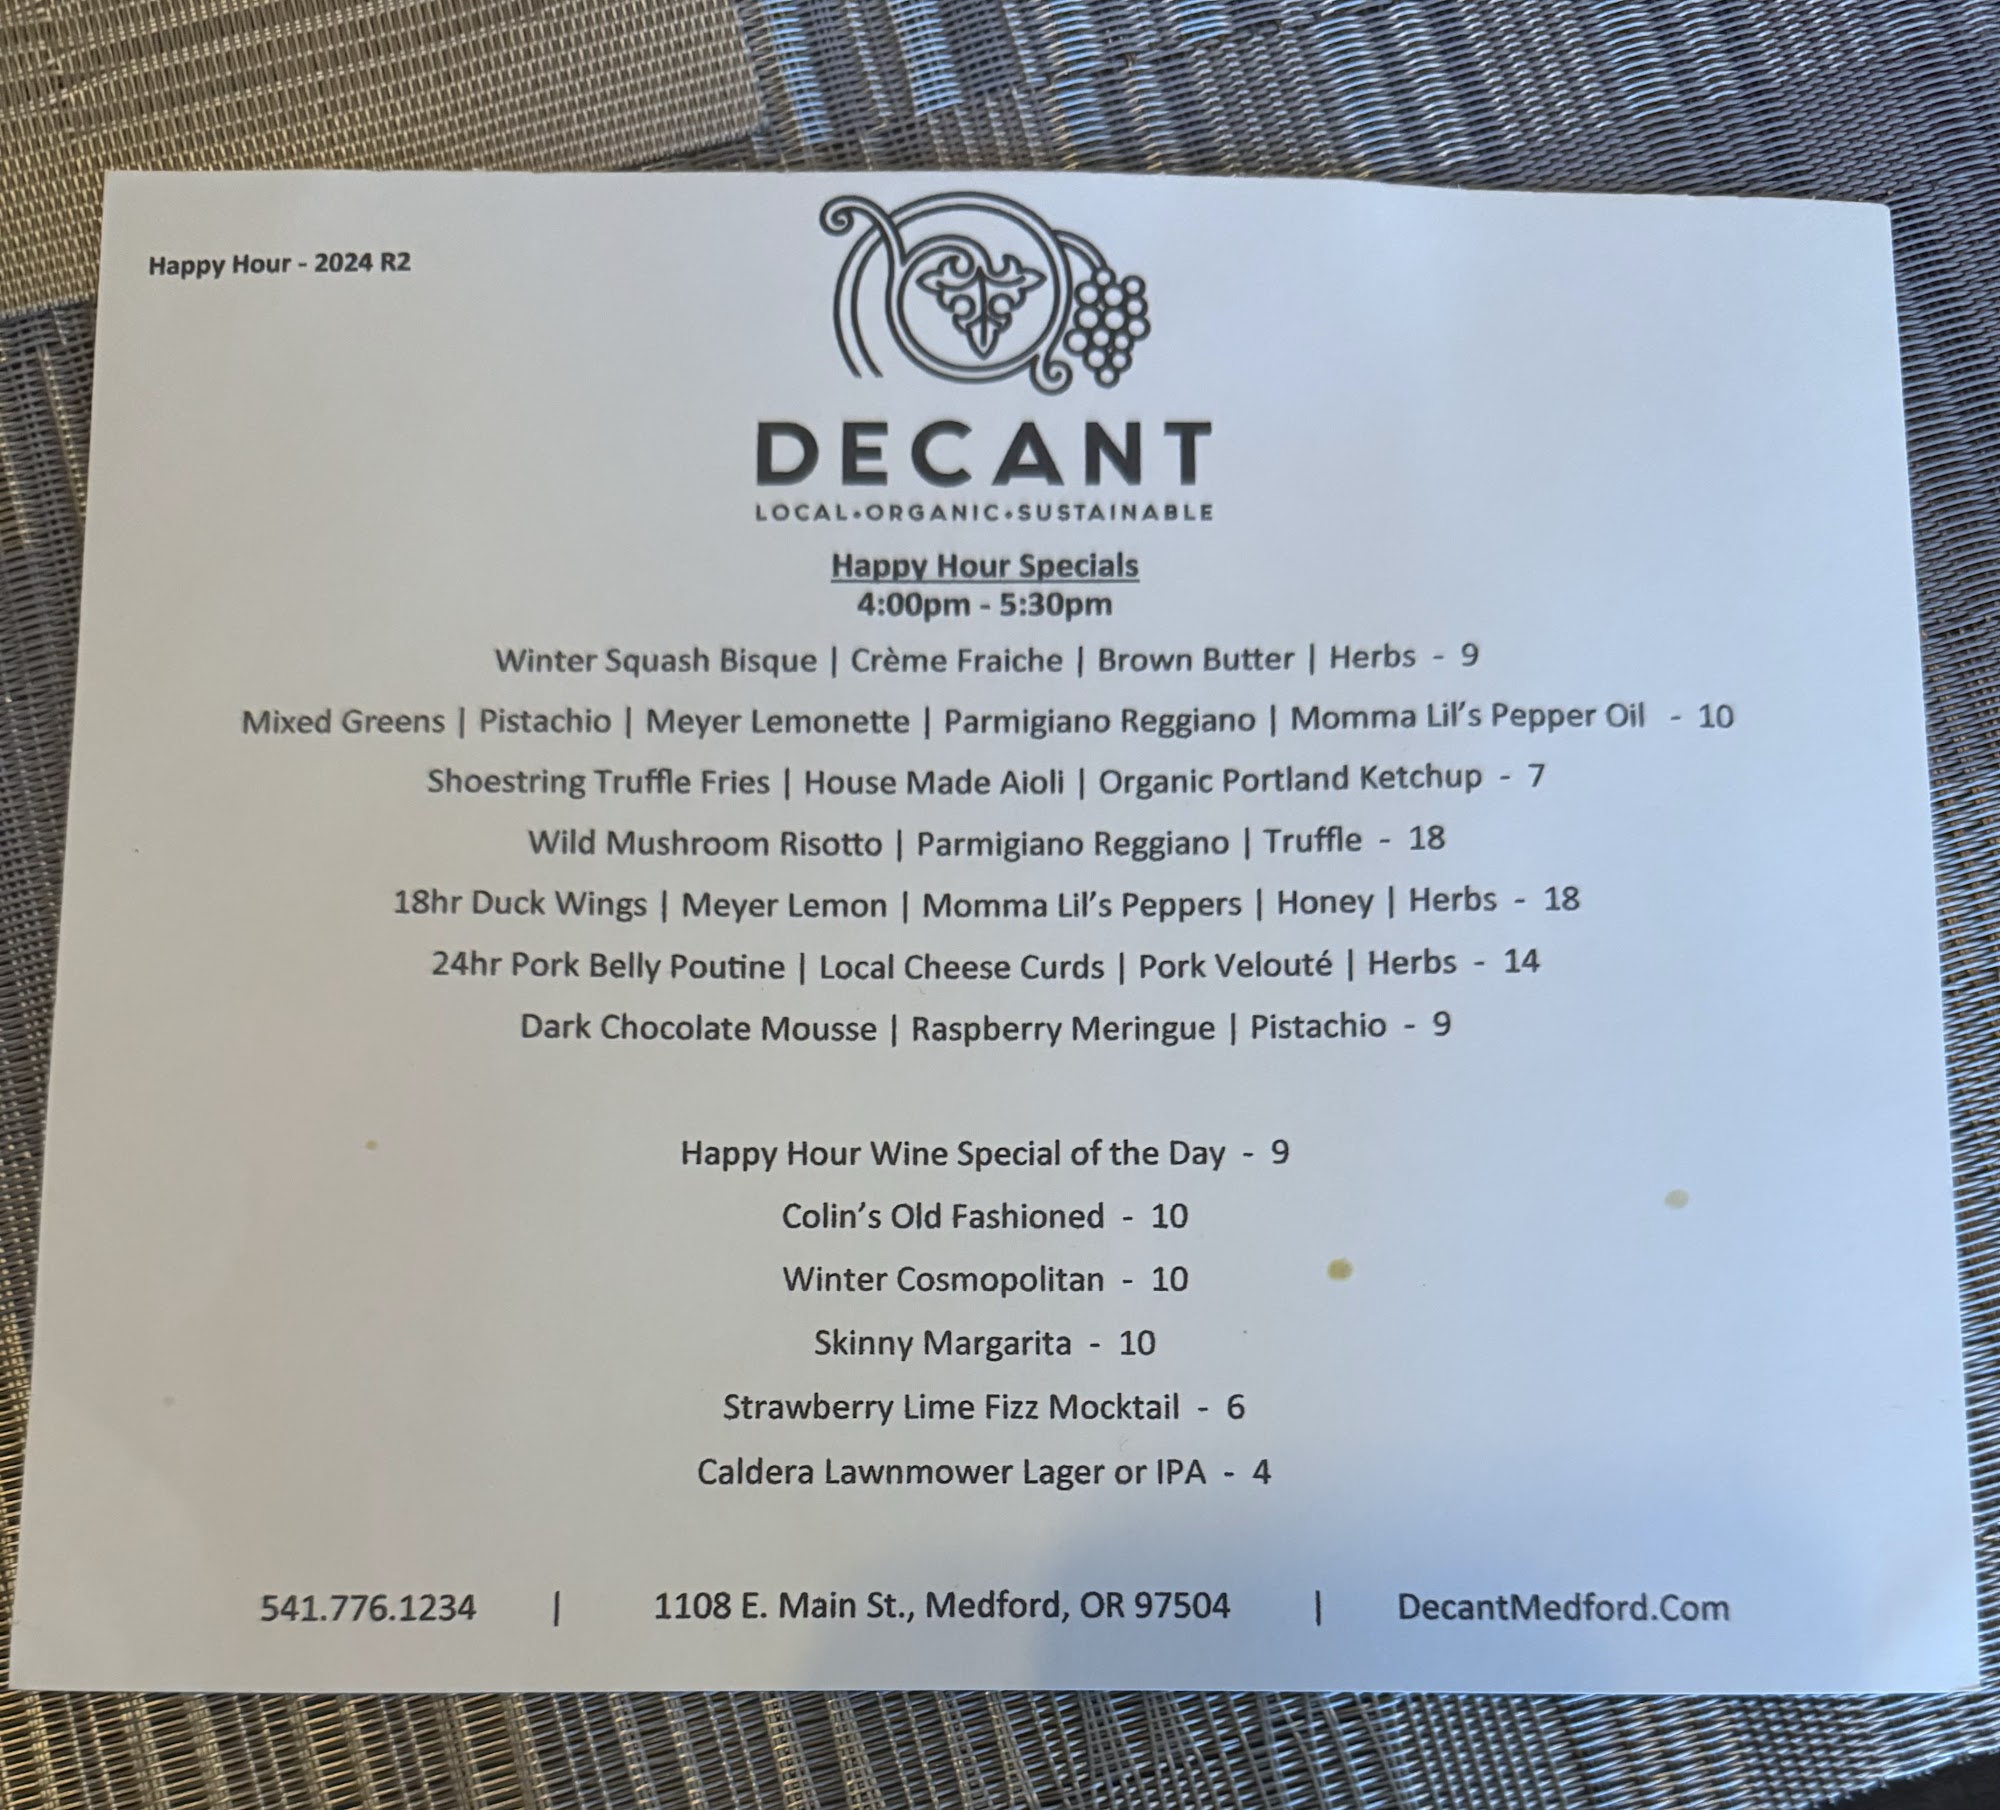 Happy Hour - 2024 R2
DECANT
LOCAL•ORGANIC•SUSTAINABLE
Happy Hour Specials
4:00pm - 5:30pm
Winter Squash Bisque | Crème Fraiche | Brown Butter | Herbs - 9
Mixed Greens | Pistachio | Meyer Lemonette | Parmigiano Reggiano | Momma Lil's Pepper Oil - 10
Shoestring Truffle Fries | House Made Aioli | Organic Portland Ketchup - 7
Wild Mushroom Risotto | Parmigiano Reggiano | Truffle - 18
18hr Duck Wings | Meyer Lemon | Momma Lil's Peppers | Honey | Herbs - 18
24hr Pork Belly Poutine | Local Cheese Curds | Pork Velouté | Herbs - 14
Dark Chocolate Mousse | Raspberry Meringue | Pistachio - 9
Happy Hour Wine Special of the Day - 9
Colin's Old Fashioned - 10
Winter Cosmopolitan - 10
Skinny Margarita - 10
Strawberry Lime Fizz Mocktail - 6
Caldera Lawnmower Lager or IPA - 4
541.776.1234 | 1108 E. Main St., Medford, OR 97504 | DecantMedford.Com